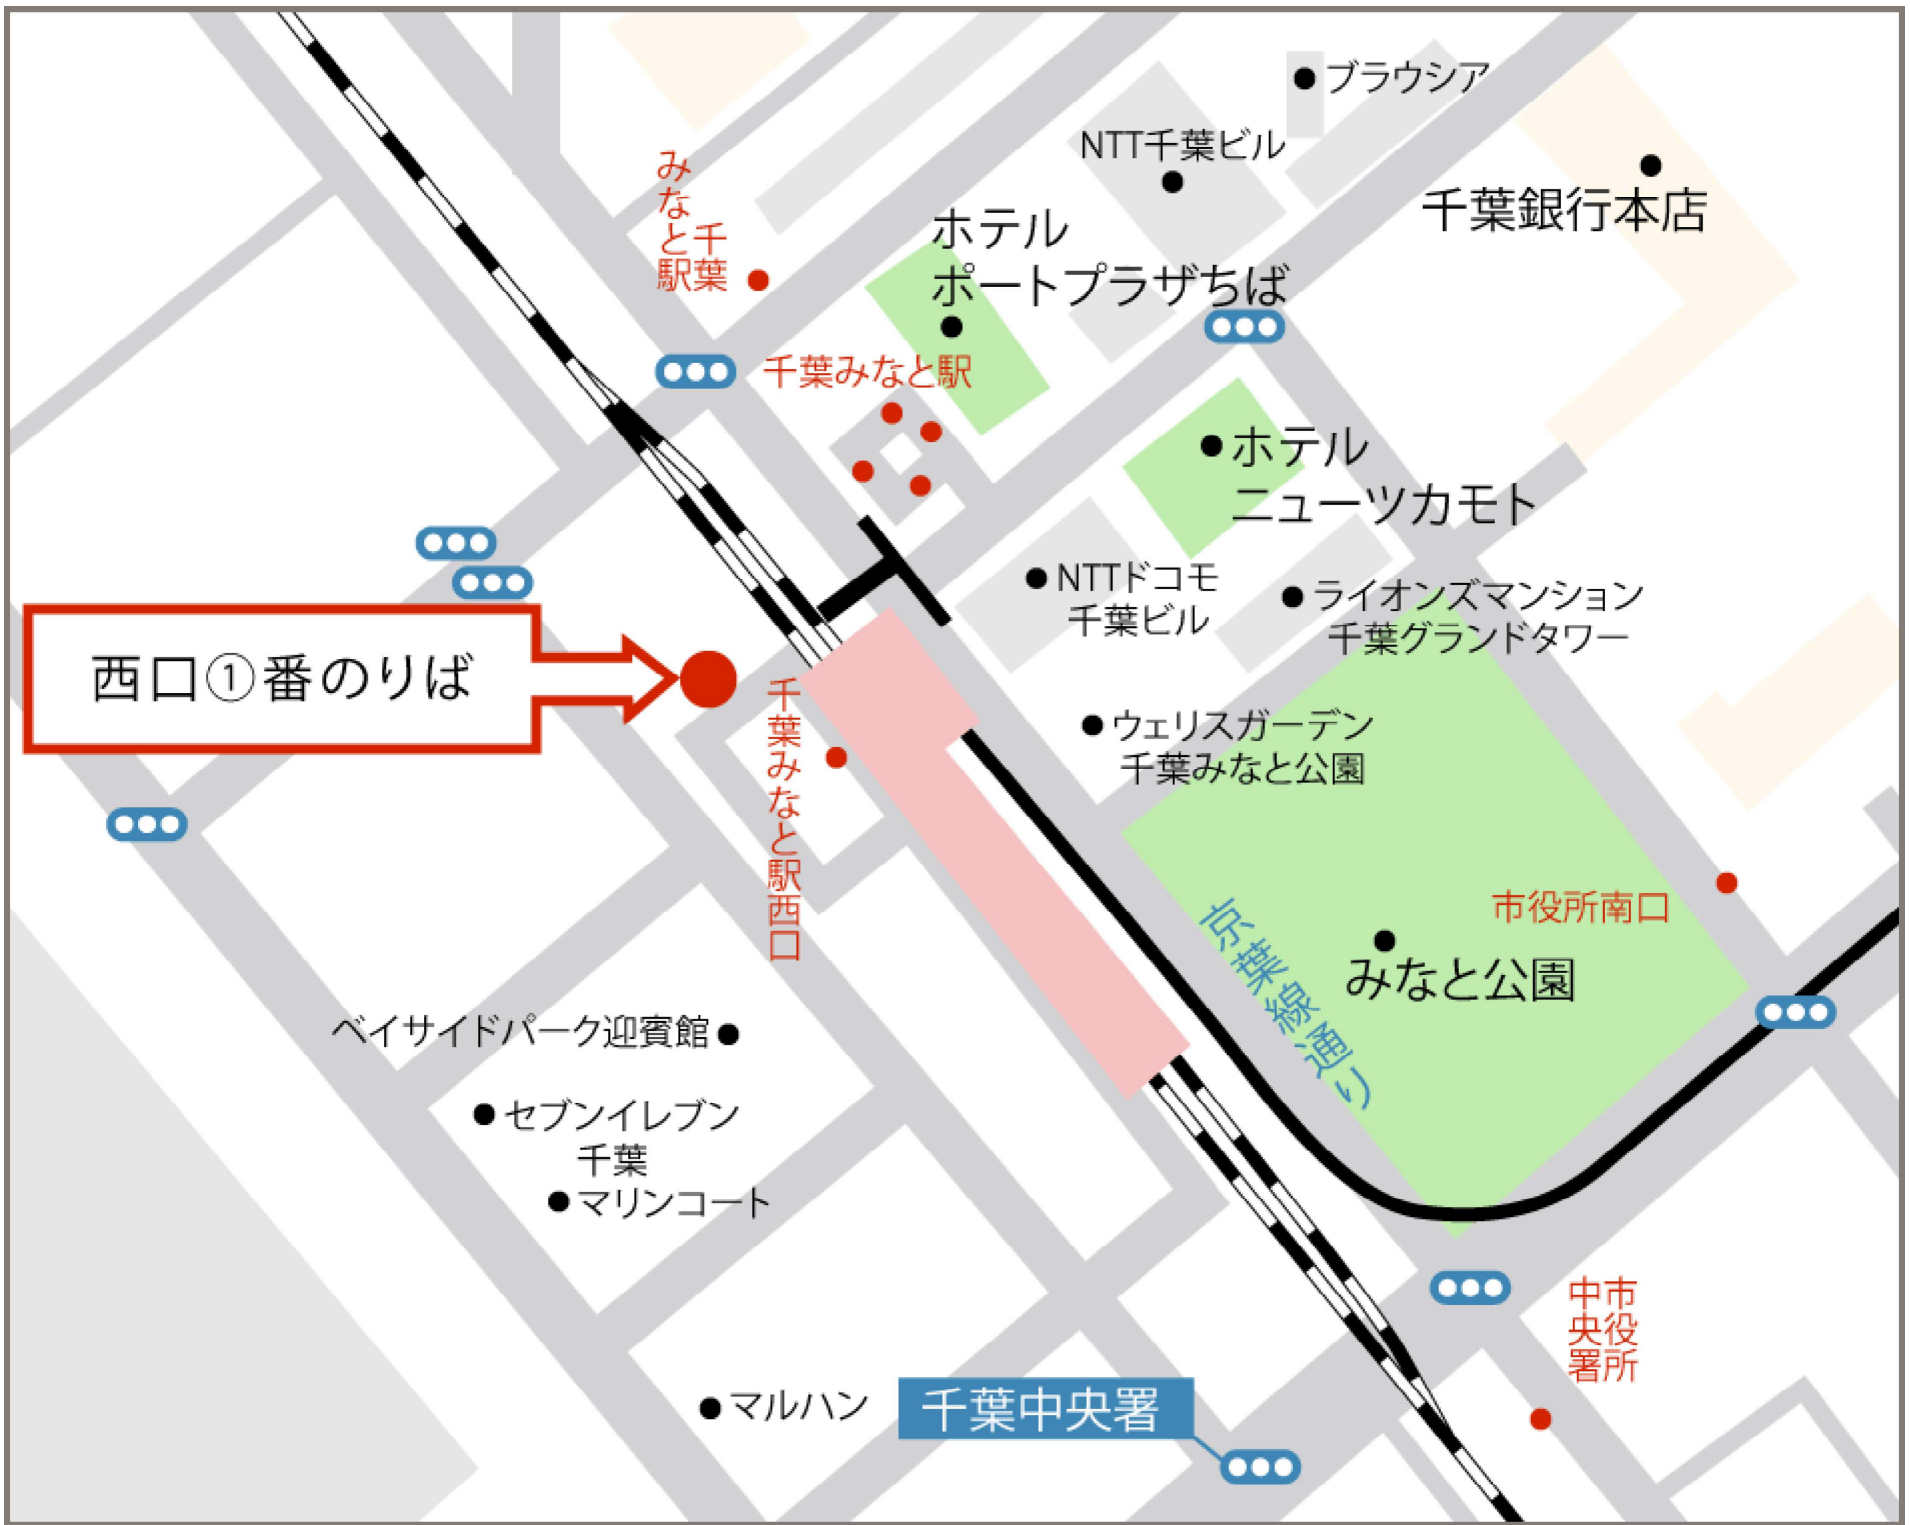 ブラウシア
NTT千葉ビル
千葉銀行本店
千葉
みなと駅
ホテル
ポートプラザちば
千葉みなと駅
ホテル
ニューツカモト
NTTドコモ
千葉ビル
ライオンズマンション
千葉グランドタワー
西口①番のりば
千葉みなと駅西口
ウェリスガーデン
千葉みなと公園
市役所南口
京葉線通り
みなと公園
ベイサイドパーク迎賓館
セブンイレブン
千葉
マリンコート
市役所
中央署
マルハン
千葉中央署